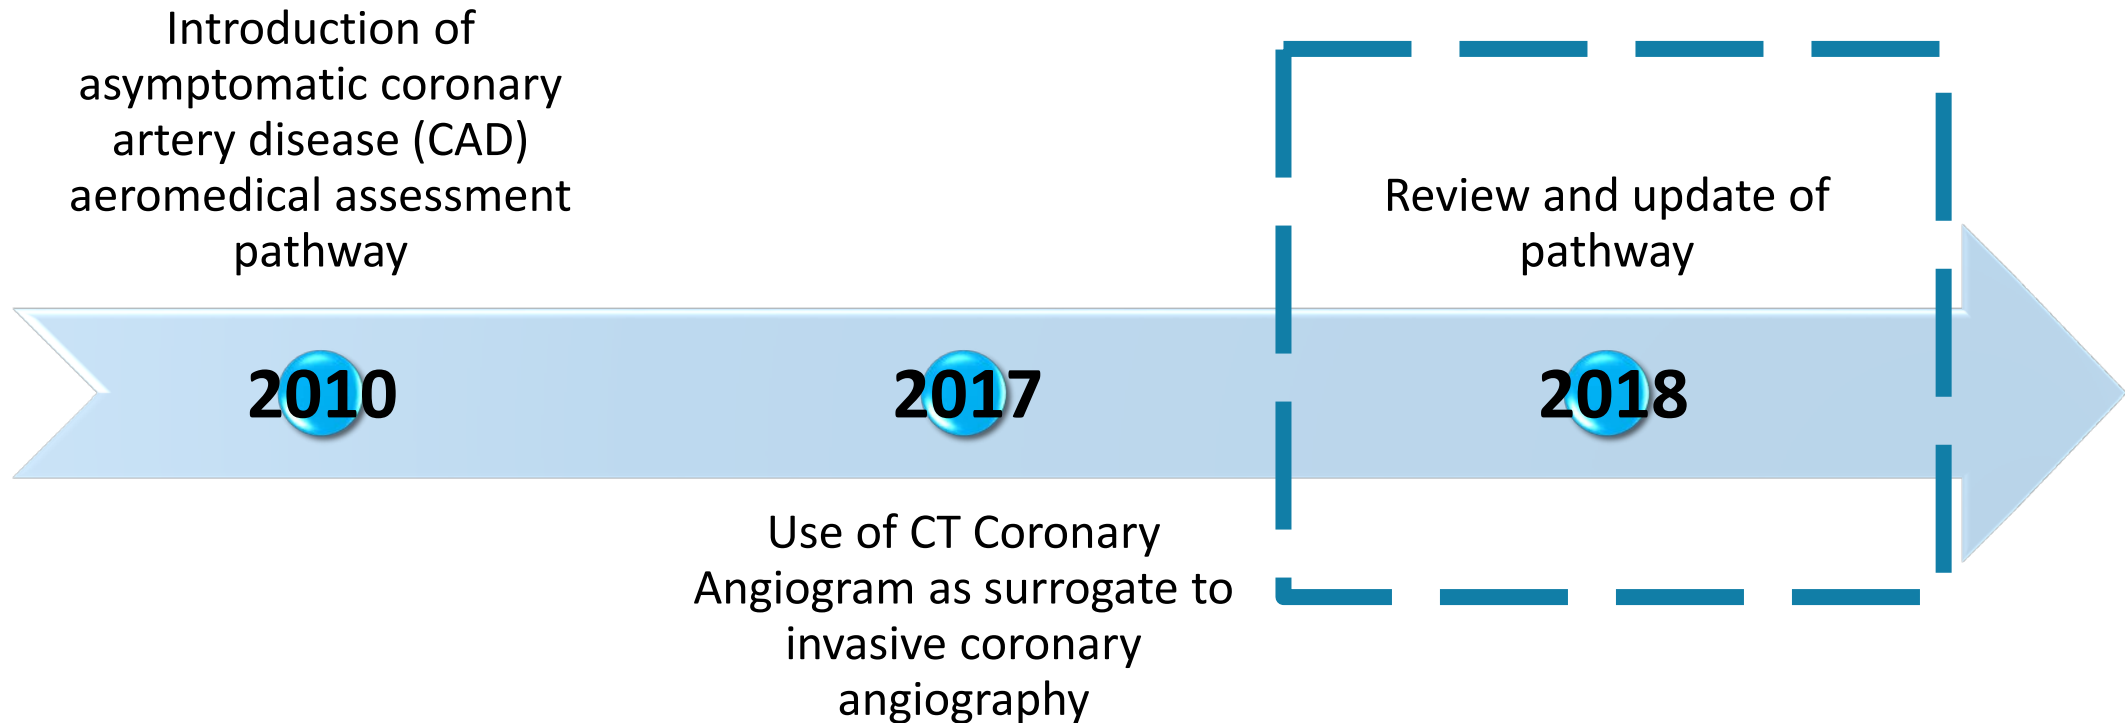 Introduction of
asymptomatic coronary
artery disease (CAD)
aeromedical assessment
pathway
Review and update of
pathway
2010
2017
2018
Use of CT Coronary
Angiogram as surrogate to
invasive coronary
angiography